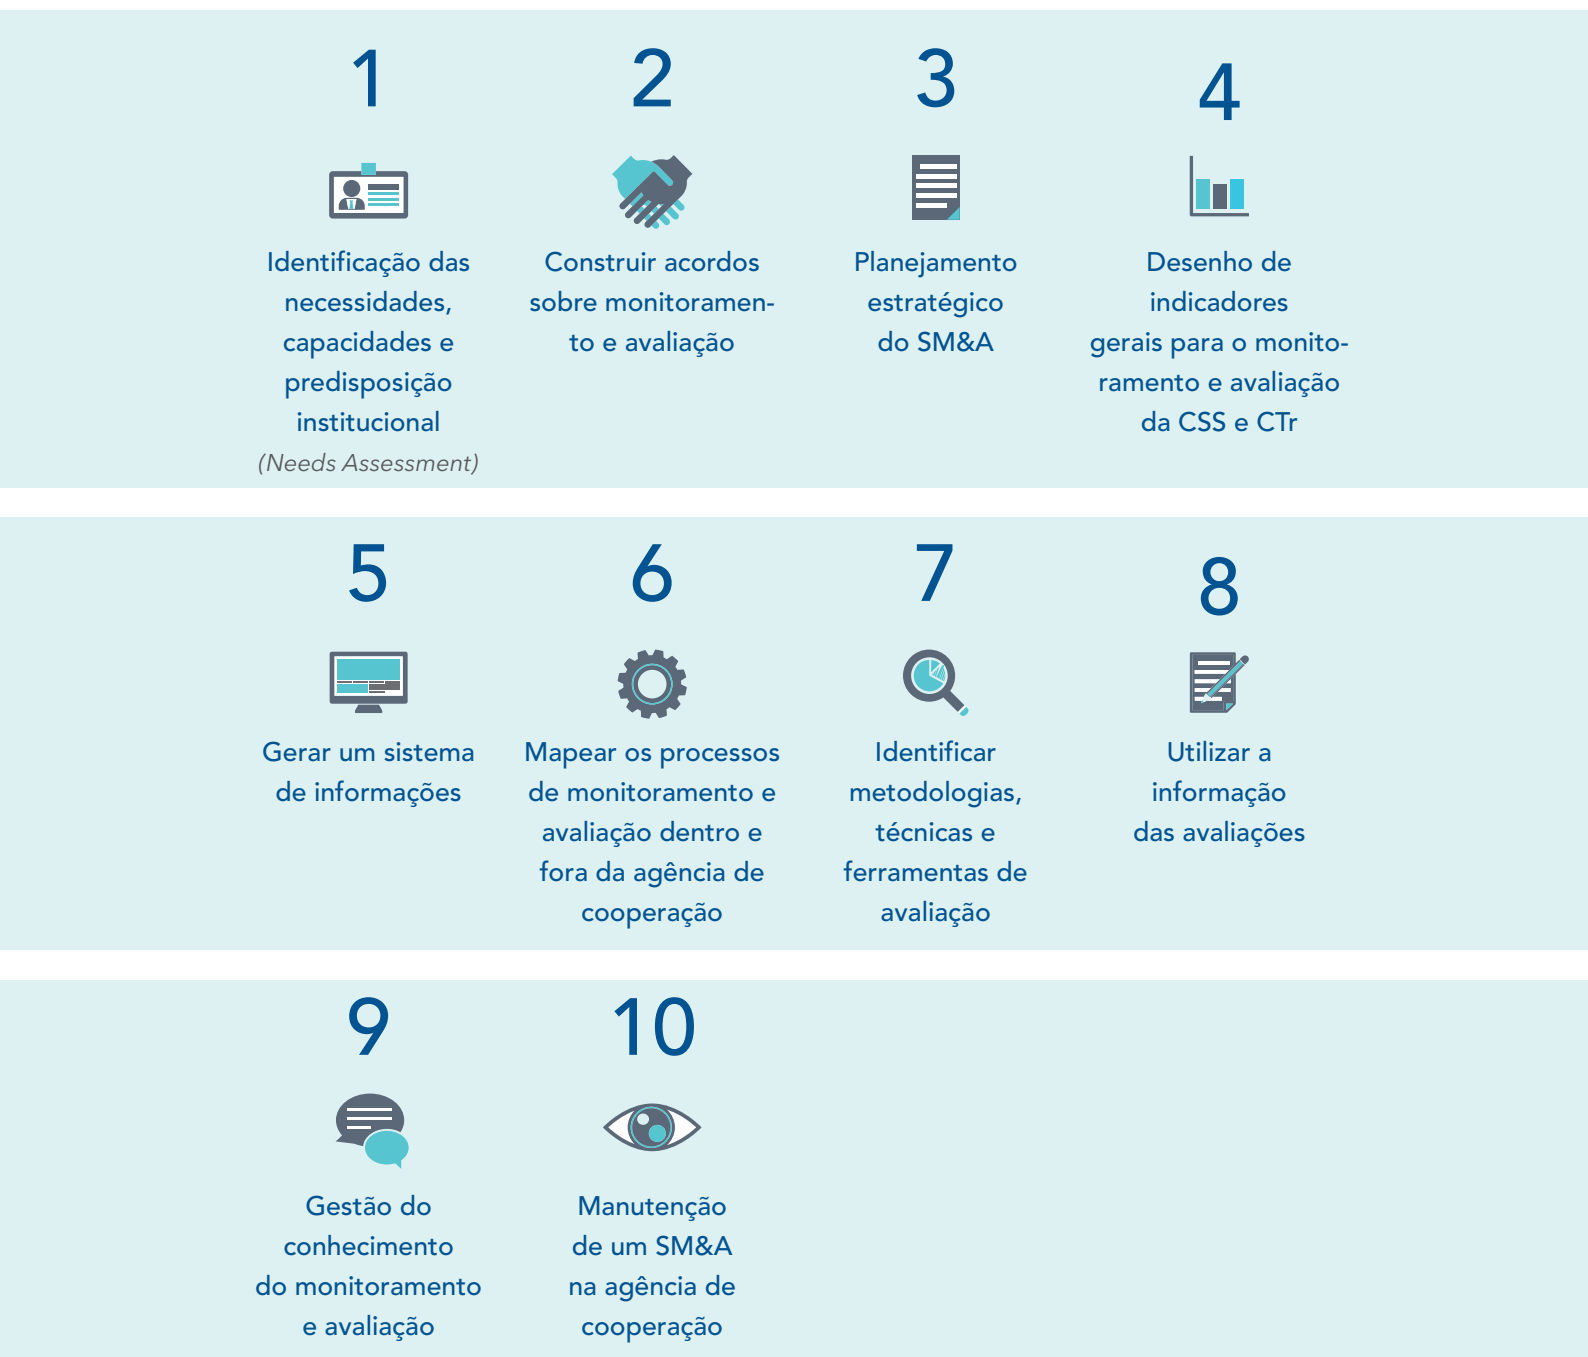 1
Identificação das
necessidades,
capacidades e
predisposição
institucional
(Needs Assessment)
2
Construir acordos
sobre monitoramen-
to e avaliação
3
Planejamento
estratégico
do SM&A
4
Desenho de
indicadores
gerais para o monito-
ramento e avaliação
da CSS e CTr
5
Gerar um sistema
de informações
6
Mapear os processos
de monitoramento e
avaliação dentro e
fora da agência de
cooperação
7
Identificar
metodologias,
técnicas e
ferramentas de
avaliação
8
Utilizar a
informação
das avaliações
9
Gestão do
conhecimento
do monitoramento
e avaliação
10
Manutenção
de um SM&A
na agência de
cooperação